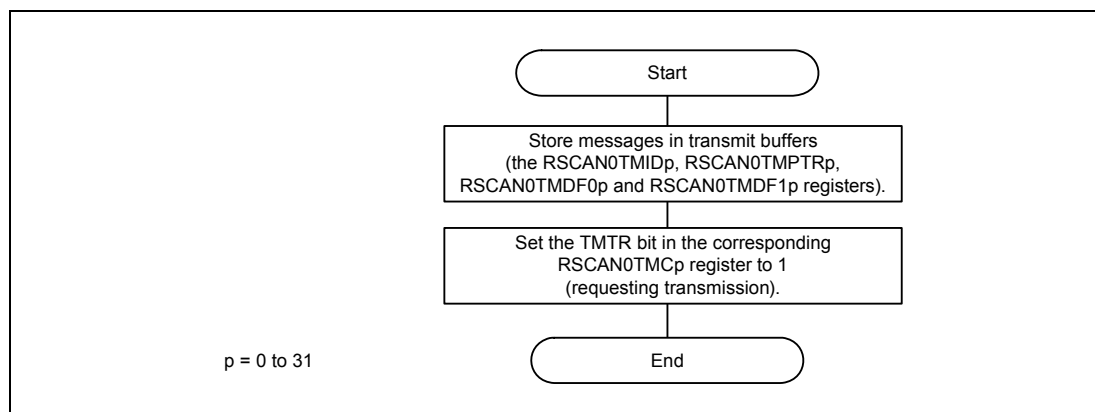 Start
Store messages in transmit buffers
(the RSCAN0TMIDp, RSCAN0TMPTRp,
RSCAN0TMDF0p and RSCAN0TMDF1p registers).
Set the TMTR bit in the corresponding
RSCAN0TMCp register to 1
(requesting transmission).
p = 0 to 31
End